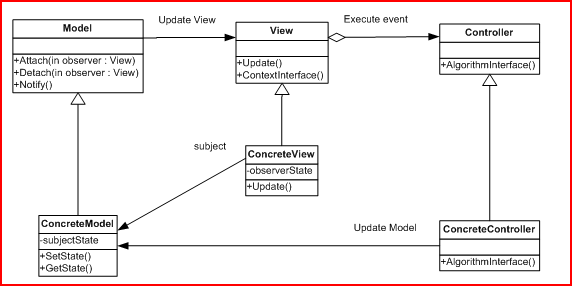 Model
+Attach(in observer : View)
+Detach(in observer : View)
+Notify()
Update View
View
+Update()
+ContextInterface()
Execute event
Controller
+AlgorithmInterface()
subject
ConcreteView
-observerState
+Update()
ConcreteModel
-subjectState
+SetState()
+GetState()
Update Model
ConcreteController
+AlgorithmInterface()